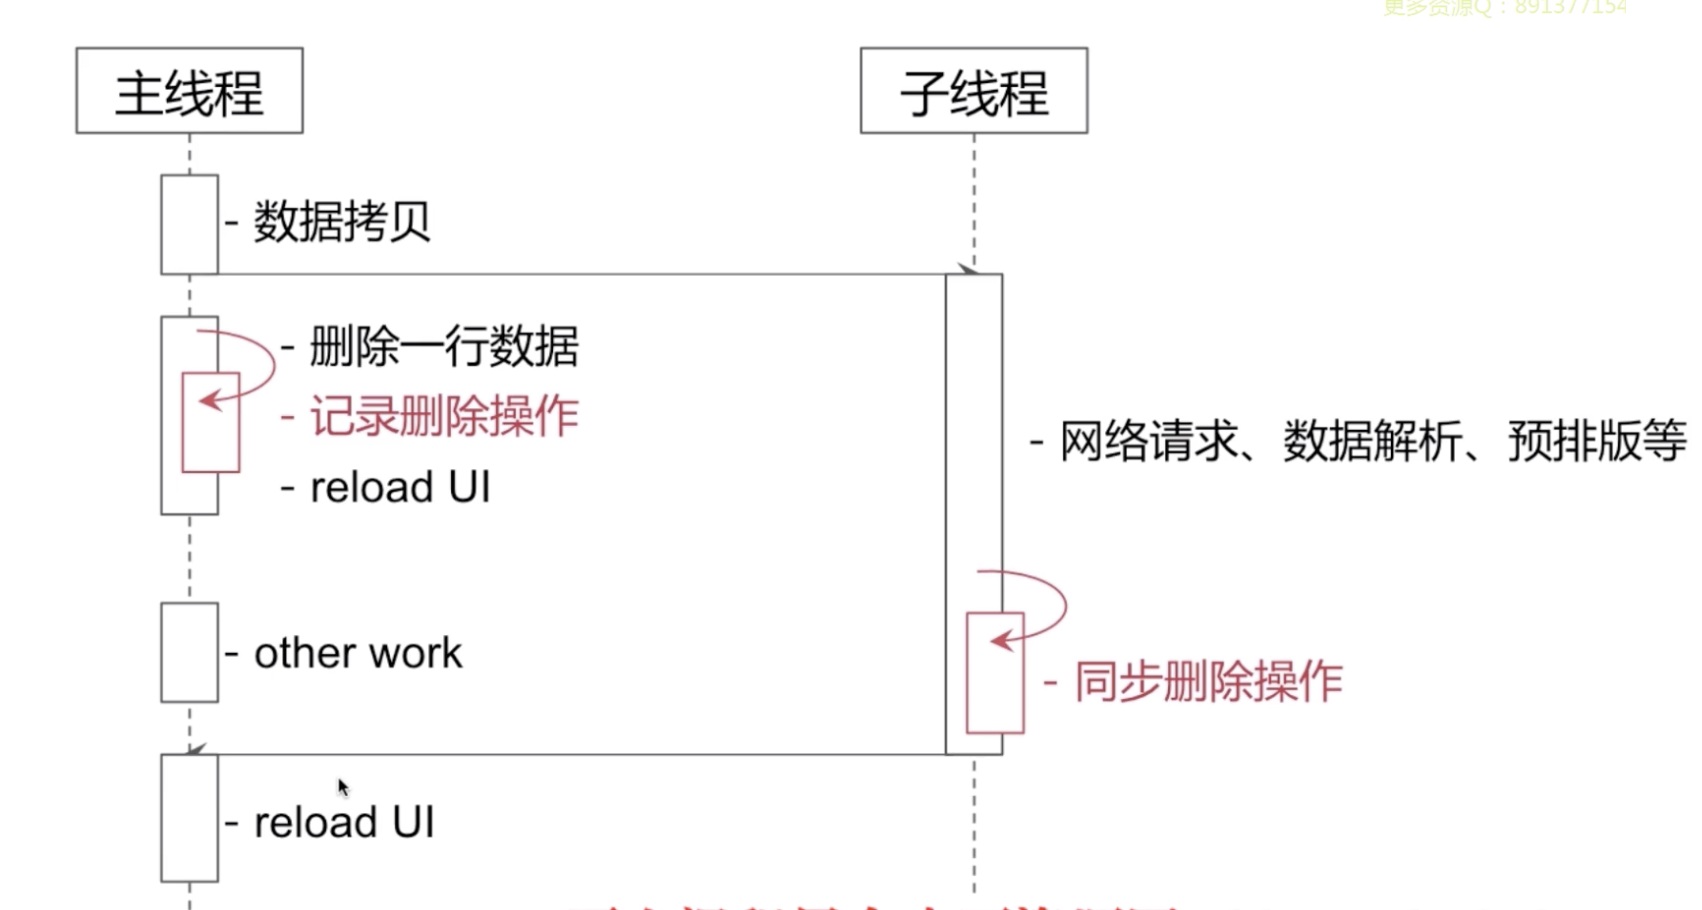 更多资源Q：891377154
主线程
子线程
- 数据拷贝
- 删除一行数据
- 记录删除操作
- reload UI
- 网络请求、数据解析、预排版等
- other work
- 同步删除操作
- reload UI